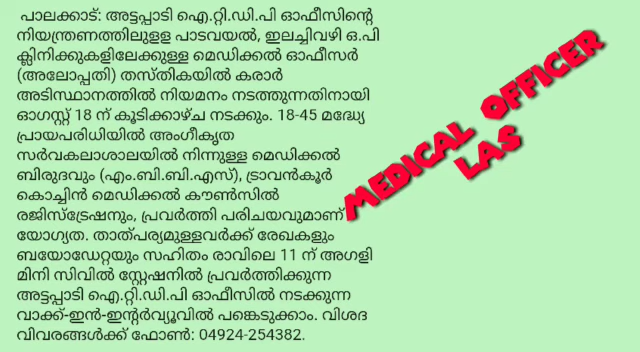 പാലക്കാട്: അട്ടപ്പാടി ഐ.റ്റി.ഡി.പി ഓഫീസിന്റെ
നിയന്ത്രണത്തിലുളള പാടവയൽ, ഇലച്ചിവഴി ഒ.പി
ക്ലിനിക്കുകളിലേക്കുള്ള മെഡിക്കൽ ഓഫീസർ
(അലോപ്പതി) തസ്തികയിൽ കരാർ
അടിസ്ഥാനത്തിൽ നിയമനം നടത്തുന്നതിനായി
ഓഗസ്റ്റ് 18 ന് കൂടിക്കാഴ്ച നടക്കും. 18-45 മദ്ധ്യേ
പ്രായപരിധിയിൽ അംഗീകൃത
സർവകലാശാലയിൽ നിന്നുള്ള മെഡിക്കൽ
ബിരുദവും (എം.ബി.ബി.എസ്), ട്രാവൻകൂർ
കൊച്ചിൻ മെഡിക്കൽ കൗൺസിൽ
രജിസ്ട്രേഷനും, പ്രവർത്തി പരിചയവുമാണ്
യോഗ്യത. താത്പര്യമുള്ളവർക്ക് രേഖകളും
ബയോഡേറ്റയും സഹിതം രാവിലെ 11 ന് അഗളി
മിനി സിവിൽ സ്റ്റേഷനിൽ പ്രവർത്തിക്കുന്ന
അട്ടപ്പാടി ഐ.റ്റി.ഡി.പി ഓഫീസിൽ നടക്കുന്ന
വാക്ക്-ഇൻ-ഇന്റർവ്യൂവിൽ പങ്കെടുക്കാം. വിശദ
വിവരങ്ങൾക്ക് ഫോൺ: 04924-254382.
MEDICAL OFFICER
LAS